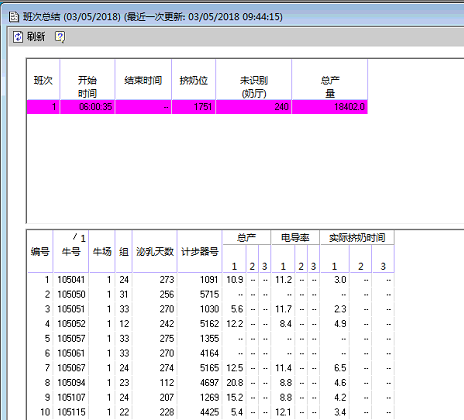 班次总结 (03/05/2018) (最近一次更新: 03/05/2018 09:44:15)
刷新
班次 开始时间 结束时间 挤奶位 未识别(奶厅) 总产量
1 06:00:35 -- 1751 240 18402.0
/ 1
总产 电导率 实际挤奶时间
编号 牛号 牛场 组 泌乳天数 计步器号 1 2 3 1 2 3 1 2 3
1 105041 1 24 273 1091 10.9 -- -- 11.2 -- -- 3.0 -- --
2 105050 1 31 256 5715 -- -- -- -- -- -- -- -- --
3 105051 1 33 270 1030 5.6 -- -- 11.7 -- -- 2.3 -- --
4 105052 1 12 242 5162 12.2 -- -- 8.4 -- -- 4.9 -- --
5 105057 1 33 275 1355 -- -- -- -- -- -- -- -- --
6 105061 1 33 270 4164 -- -- -- -- -- -- -- -- --
7 105067 1 24 274 5165 12.5 -- -- 11.4 -- -- 6.5 -- --
8 105094 1 23 112 4697 20.8 -- -- 8.8 -- -- 4.6 -- --
9 105107 1 24 207 1269 15.2 -- -- 8.8 -- -- 4.2 -- --
10 105115 1 22 228 4425 5.4 -- -- 12.1 -- -- 3.4 -- --